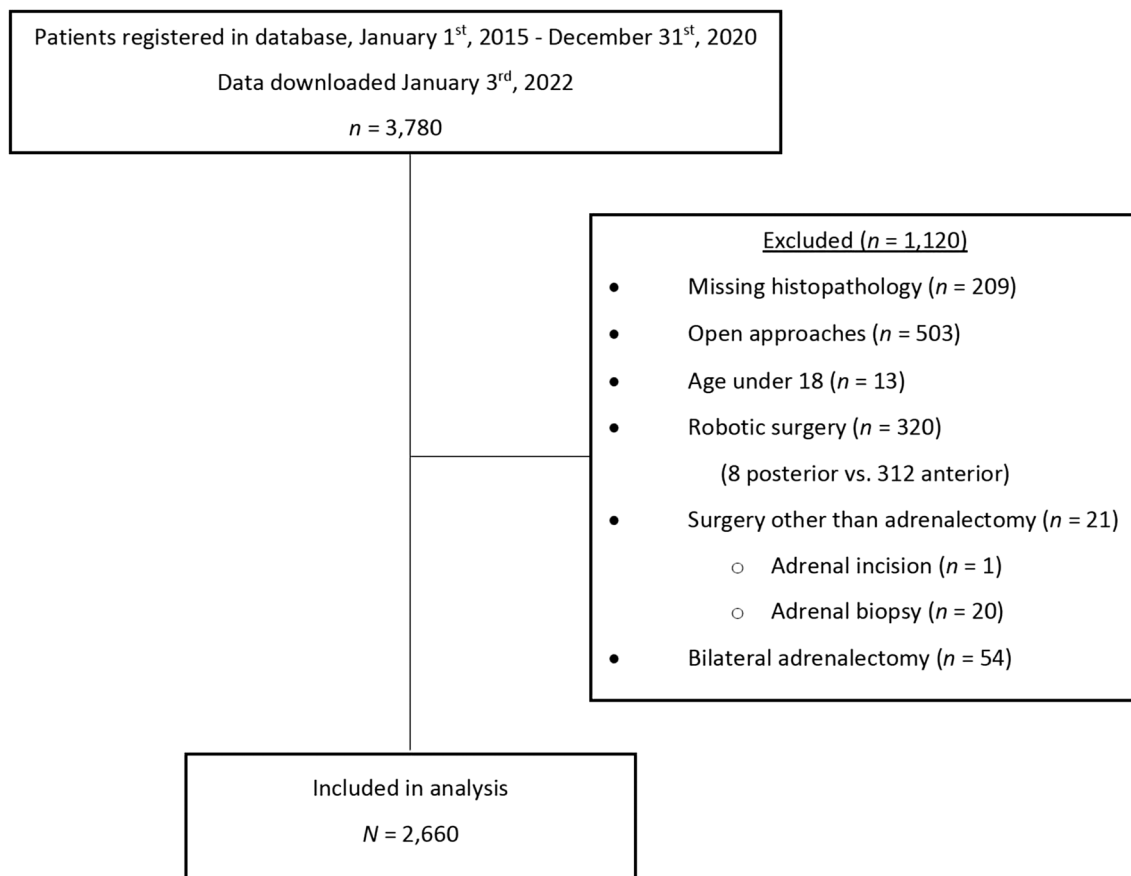 Patients registered in database, January 1st, 2015 - December 31st, 2020
Data downloaded January 3rd, 2022
n = 3,780
Excluded (n = 1,120)
• Missing histopathology (n = 209)
• Open approaches (n = 503)
• Age under 18 (n = 13)
• Robotic surgery (n = 320)
(8 posterior vs. 312 anterior)
• Surgery other than adrenalectomy (n = 21)
o Adrenal incision (n = 1)
o Adrenal biopsy (n = 20)
• Bilateral adrenalectomy (n = 54)
Included in analysis
N = 2,660